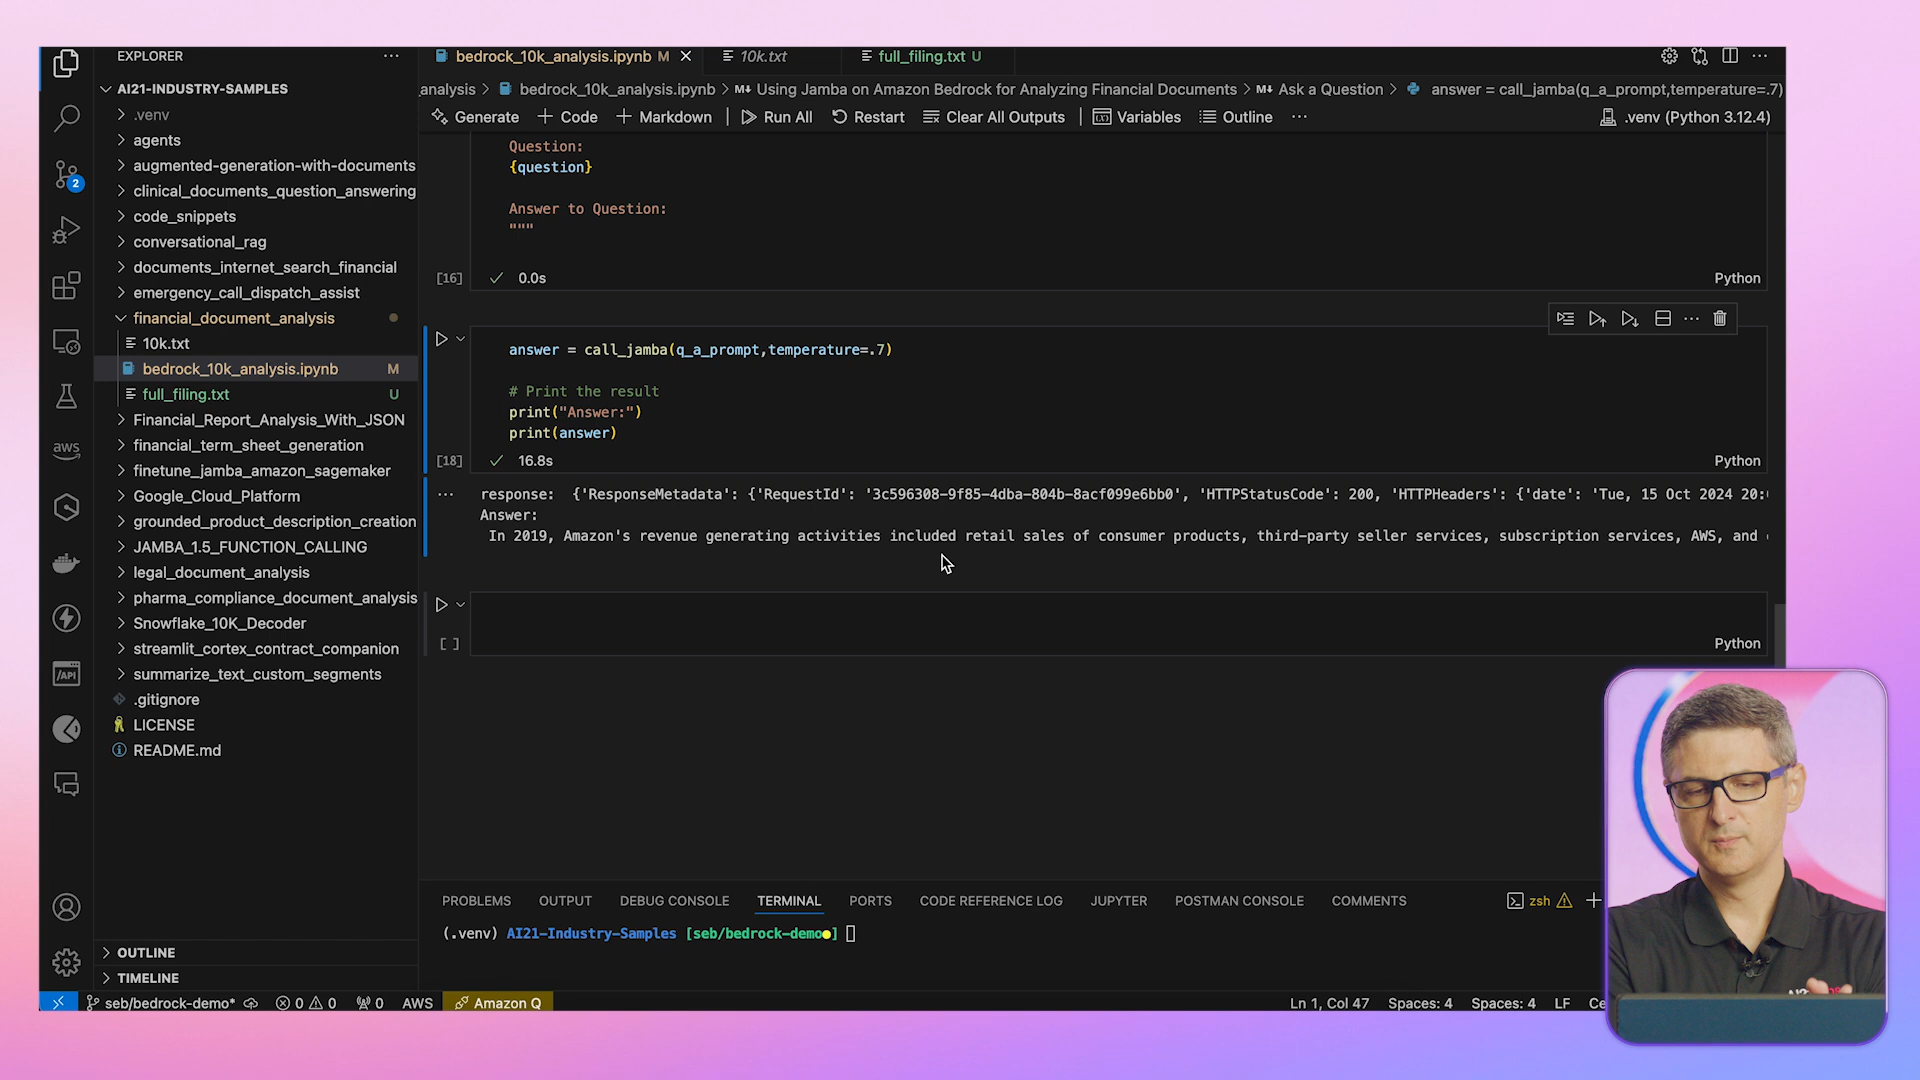 EXPLORER
AI21-INDUSTRY-SAMPLES
.venv
agents
augmented-generation-with-documents
clinical_documents_question_answering
code_snippets
conversational_rag
documents_internet_search_financial
emergency_call_dispatch_assist
financial_document_analysis
10k.txt
bedrock_10k_analysis.ipynb M
full_filing.txt U
Financial_Report_Analysis_With_JSON
financial_term_sheet_generation
finetune_jamba_amazon_sagemaker
Google_Cloud_Platform
grounded_product_description_creation
JAMBA_1.5_FUNCTION_CALLING
legal_document_analysis
pharma_compliance_document_analysis
Snowflake_10K_Decoder
streamlit_cortex_contract_companion
summarize_text_custom_segments
.gitignore
LICENSE
README.md
OUTLINE
TIMELINE
2
aws
/API
bedrock_10k_analysis.ipynb M
10k.txt
full_filing.txt U
_analysis > bedrock_10k_analysis.ipynb > M↓ Using Jamba on Amazon Bedrock for Analyzing Financial Documents > M↓ Ask a Question > answer = call_jamba(q_a_prompt,temperature=.7)
Generate + Code + Markdown Run All Restart Clear All Outputs Variables Outline ··· .venv (Python 3.12.4)
Question:
{question}
Answer to Question:
"""
[16] 0.0s Python
answer = call_jamba(q_a_prompt,temperature=.7)
# Print the result
print("Answer:")
print(answer)
[18] 16.8s Python
response: {'ResponseMetadata': {'RequestId': '3c596308-9f85-4dba-804b-8acf099e6bb0', 'HTTPStatusCode': 200, 'HTTPHeaders': {'date': 'Tue, 15 Oct 2024 20:
Answer:
In 2019, Amazon's revenue generating activities included retail sales of consumer products, third-party seller services, subscription services, AWS, and
[ ] Python
PROBLEMS OUTPUT DEBUG CONSOLE TERMINAL PORTS CODE REFERENCE LOG JUPYTER POSTMAN CONSOLE COMMENTS zsh
(.venv) AI21-Industry-Samples [seb/bedrock-demo●]
seb/bedrock-demo* 0 0 0 AWS Amazon Q Ln 1, Col 47 Spaces: 4 Spaces: 4 LF Ce